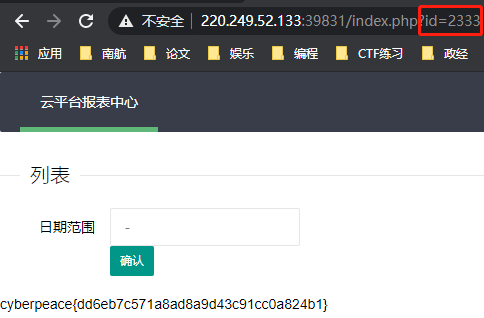 不安全 | 220.249.52.133:39831/index.php?id=2333
应用 南航 论文 娱乐 编程 CTF练习 政经
云平台报表中心
列表
日期范围 -
确认
cyberpeace{dd6eb7c571a8ad8a9d43c91cc0a824b1}